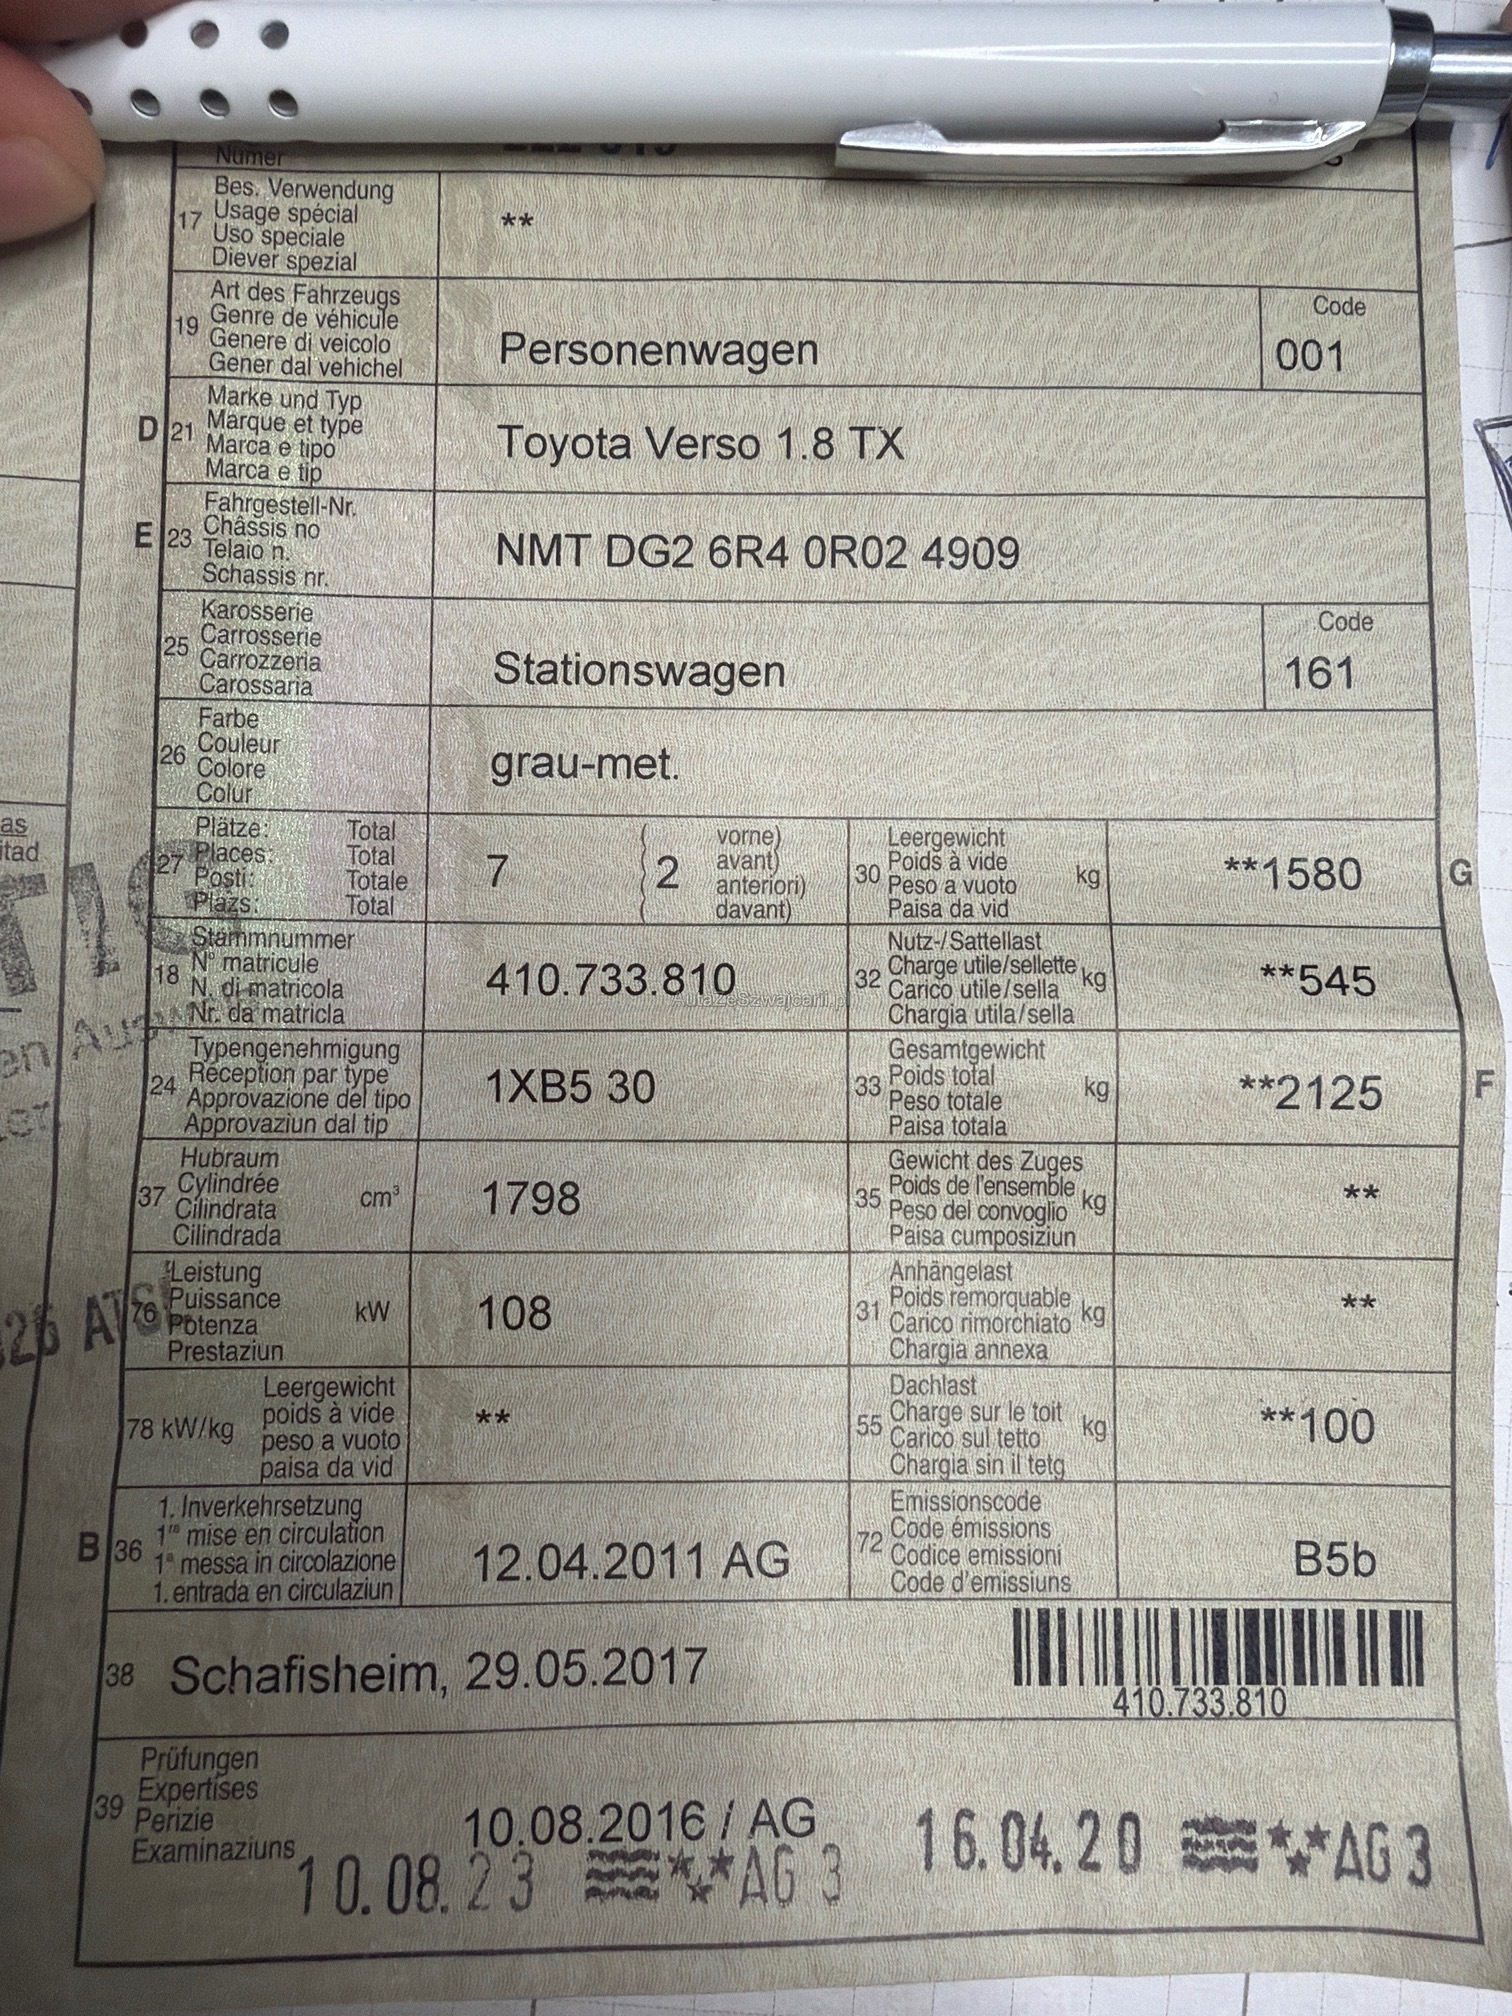 Numer
17 Bes. Verwendung
Usage spécial
Uso speciale
Diever spezial
**
19 Art des Fahrzeugs
Genre de véhicule
Genere di veicolo
Gener dal vehichel
Personenwagen
Code
001
D 21 Marke und Typ
Marque et type
Marca e tipo
Marca e tip
Toyota Verso 1.8 TX
E 23 Fahrgestell-Nr.
Châssis no
Telaio n.
Schassis nr.
NMT DG2 6R4 0R02 4909
25 Karosserie
Carrosserie
Carrozzeria
Carossaria
Stationswagen
Code
161
26 Farbe
Couleur
Colore
Colur
grau-met.
27 Plätze: Total
Places: Total
Posti: Totale
Plazs: Total
7
2
vorne)
avant)
anteriori)
davant)
30 Leergewicht
Poids à vide
Peso a vuoto
Paisa da vid
kg
**1580
G
18 Stammnummer
N° matricule
N. di matricola
Nr. da matricla
410.733.810
32 Nutz-/Sattellast
Charge utile/sellette
Carico utile/sella
Chargia utila/sella
kg
**545
24 Typengenehmigung
Réception par type
Approvazione del tipo
Approvaziun dal tip
1XB5 30
33 Gesamtgewicht
Poids total
Peso totale
Paisa totala
kg
**2125
F
37 Hubraum
Cylindrée
Cilindrata
Cilindrada
cm³
1798
35 Gewicht des Zuges
Poids de l'ensemble
Peso del convoglio
Paisa cumposiziun
kg
**
76 Leistung
Puissance
Potenza
Prestaziun
kW
108
31 Anhängelast
Poids remorquable
Carico rimorchiato
Chargia annexa
kg
**
78 kW/kg
Leergewicht
poids à vide
peso a vuoto
paisa da vid
**
55 Dachlast
Charge sur le toit
Carico sul tetto
Chargia sin il tetg
kg
**100
B 36 1. Inverkehrsetzung
1re mise en circulation
1a messa in circolazione
1. entrada en circulaziun
12.04.2011 AG
72 Emissionscode
Code émissions
Codice emissioni
Code d'emissiuns
B5b
38 Schafisheim, 29.05.2017
410.733.810
39 Prüfungen
Expertises
Perizie
Examinaziuns
10.08.2016 / AG
16.04.20 AG 3
10.08.23 AG 3